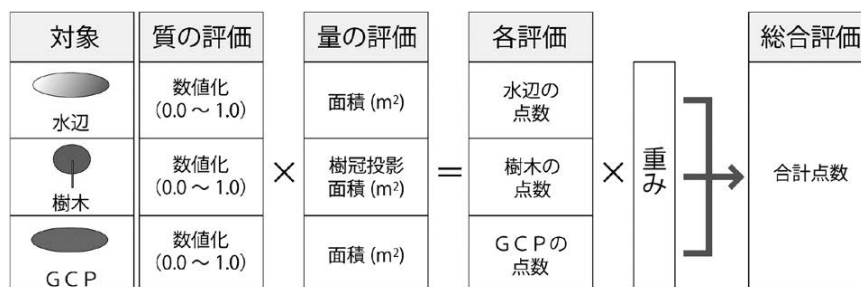 対象 質の評価 量の評価 各評価 総合評価
水辺
数値化
(0.0 ～ 1.0)
面積 (m²)
水辺の
点数
樹木
数値化
(0.0 ～ 1.0)
×
樹冠投影
面積 (m²)
=
樹木の
点数
×
重み
合計点数
ＧＣＰ
数値化
(0.0 ～ 1.0)
面積 (m²)
ＧＣＰの
点数